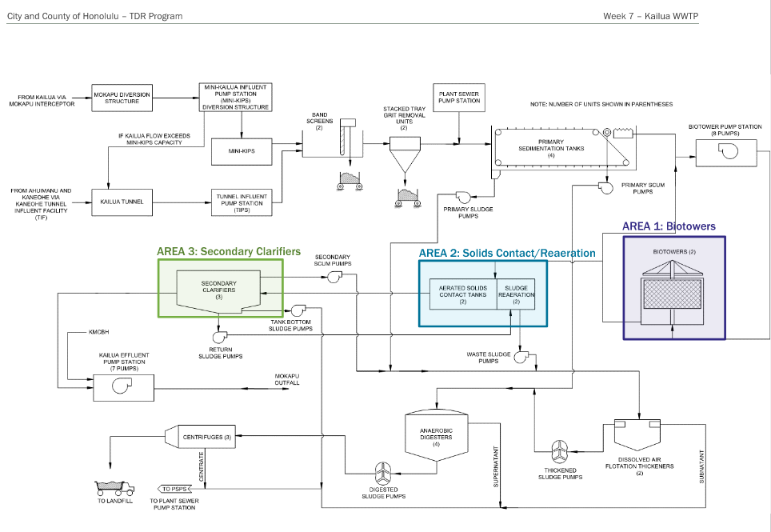 City and County of Honolulu – TDR Program
Week 7 – Kailua WWTP
FROM KAILUA VIA
MOKAPU INTERCEPTOR
MOKAPU DIVERSION
STRUCTURE
MINI-KAILUA INFLUENT
PUMP STATION
(MINI-KIPS)
DIVERSION STRUCTURE
PLANT SEWER
PUMP STATION
NOTE: NUMBER OF UNITS SHOWN IN PARENTHESES
BAND
SCREENS
(2)
STACKED TRAY
GRIT REMOVAL
UNITS
(2)
BIOTOWER PUMP STATION
(8 PUMPS)
IF KAILUA FLOW EXCEEDS
MINI-KIPS CAPACITY
MINI-KIPS
PRIMARY
SEDIMENTATION TANKS
(4)
FROM AHUIMANU AND
KANEOHE VIA
KANEOHE TUNNEL
INFLUENT FACILITY
(TIF)
KAILUA TUNNEL
TUNNEL INFLUENT
PUMP STATION
(TIPS)
PRIMARY SLUDGE
PUMPS
PRIMARY SCUM
PUMPS
AREA 1: Biotowers
BIOTOWERS (2)
AREA 3: Secondary Clarifiers
SECONDARY
SCUM PUMPS
AREA 2: Solids Contact/Reaeration
SECONDARY
CLARIFIERS
(3)
AERATED SOLIDS
CONTACT TANKS
(2)
SLUDGE
REAERATION
(2)
TANK BOTTOM
SLUDGE PUMPS
KMCBH
RETURN
SLUDGE PUMPS
WASTE SLUDGE
PUMPS
KAILUA EFFLUENT
PUMP STATION
(7 PUMPS)
MOKAPU
OUTFALL
CENTRIFUGES (3)
ANAEROBIC
DIGESTERS
(4)
CENTRATE
SUPERNATANT
SUBNATANT
THICKENED
SLUDGE PUMPS
DISSOLVED AIR
FLOTATION THICKENERS
(2)
DIGESTED
SLUDGE PUMPS
TO LANDFILL
TO PSPS
TO PLANT SEWER
PUMP STATION